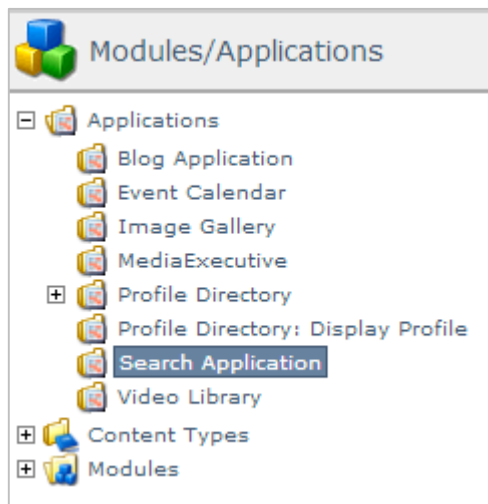 Modules/Applications
Applications
Blog Application
Event Calendar
Image Gallery
MediaExecutive
Profile Directory
Profile Directory: Display Profile
Search Application
Video Library
Content Types
Modules